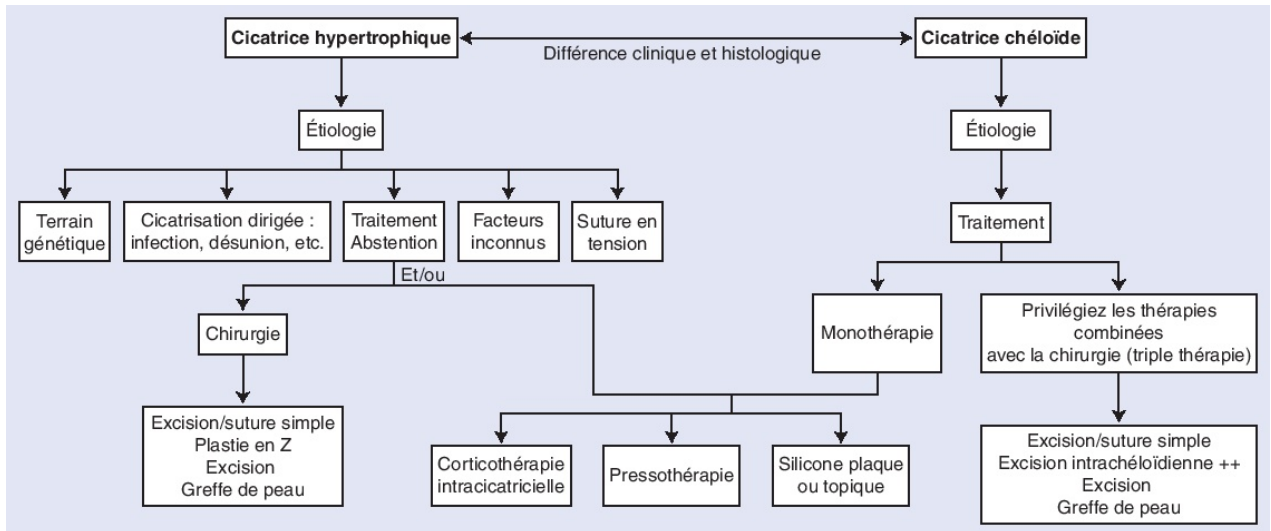 Cicatrice hypertrophique
Différence clinique et histologique
Cicatrice chéloïde
Étiologie
Étiologie
Terrain
génétique
Cicatrisation dirigée :
infection, désunion, etc.
Traitement
Abstention
Facteurs
inconnus
Suture en
tension
Traitement
Et/ou
Chirurgie
Monothérapie
Privilégiez les thérapies
combinées
avec la chirurgie (triple thérapie)
Excision/suture simple
Plastie en Z
Excision
Greffe de peau
Corticothérapie
intracicatricielle
Pressothérapie
Silicone plaque
ou topique
Excision/suture simple
Excision intrachéloïdienne ++
Excision
Greffe de peau